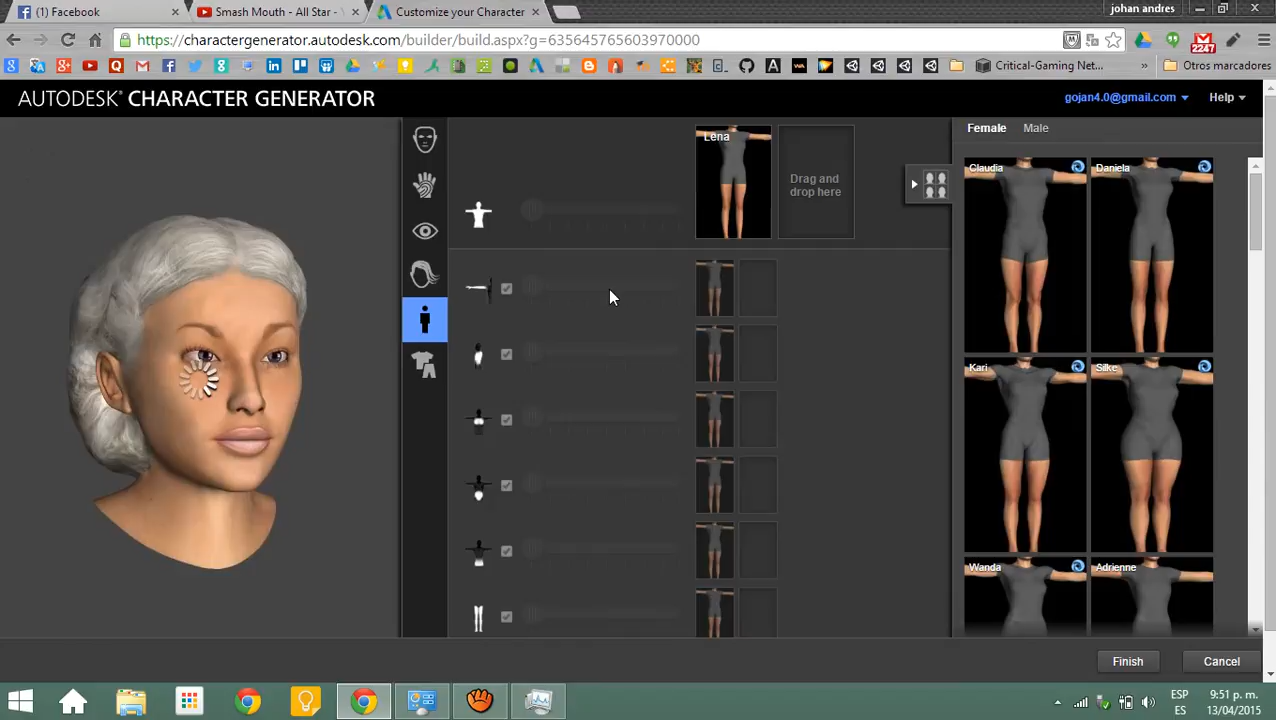 Facebook
Smash Mouth - All Star -
Customize your Character
johan andres
https://charactergenerator.autodesk.com/builder/build.aspx?g=635645765603970000
2247
Critical-Gaming Net...
»
Otros marcadores
AUTODESK® CHARACTER GENERATOR
gojan4.0@gmail.com
Help
Female
Male
Lena
Drag and
drop here
Claudia
Daniela
Kari
Silke
Wanda
Adrienne
Finish
Cancel
ESP
ES
9:51 p. m.
13/04/2015